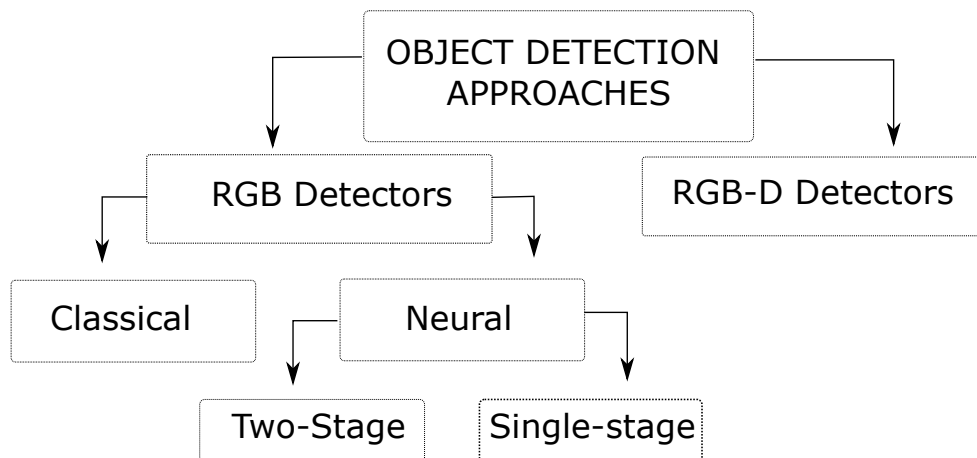 OBJECT DETECTION
APPROACHES
RGB Detectors
RGB-D Detectors
Classical
Neural
Two-Stage
Single-stage